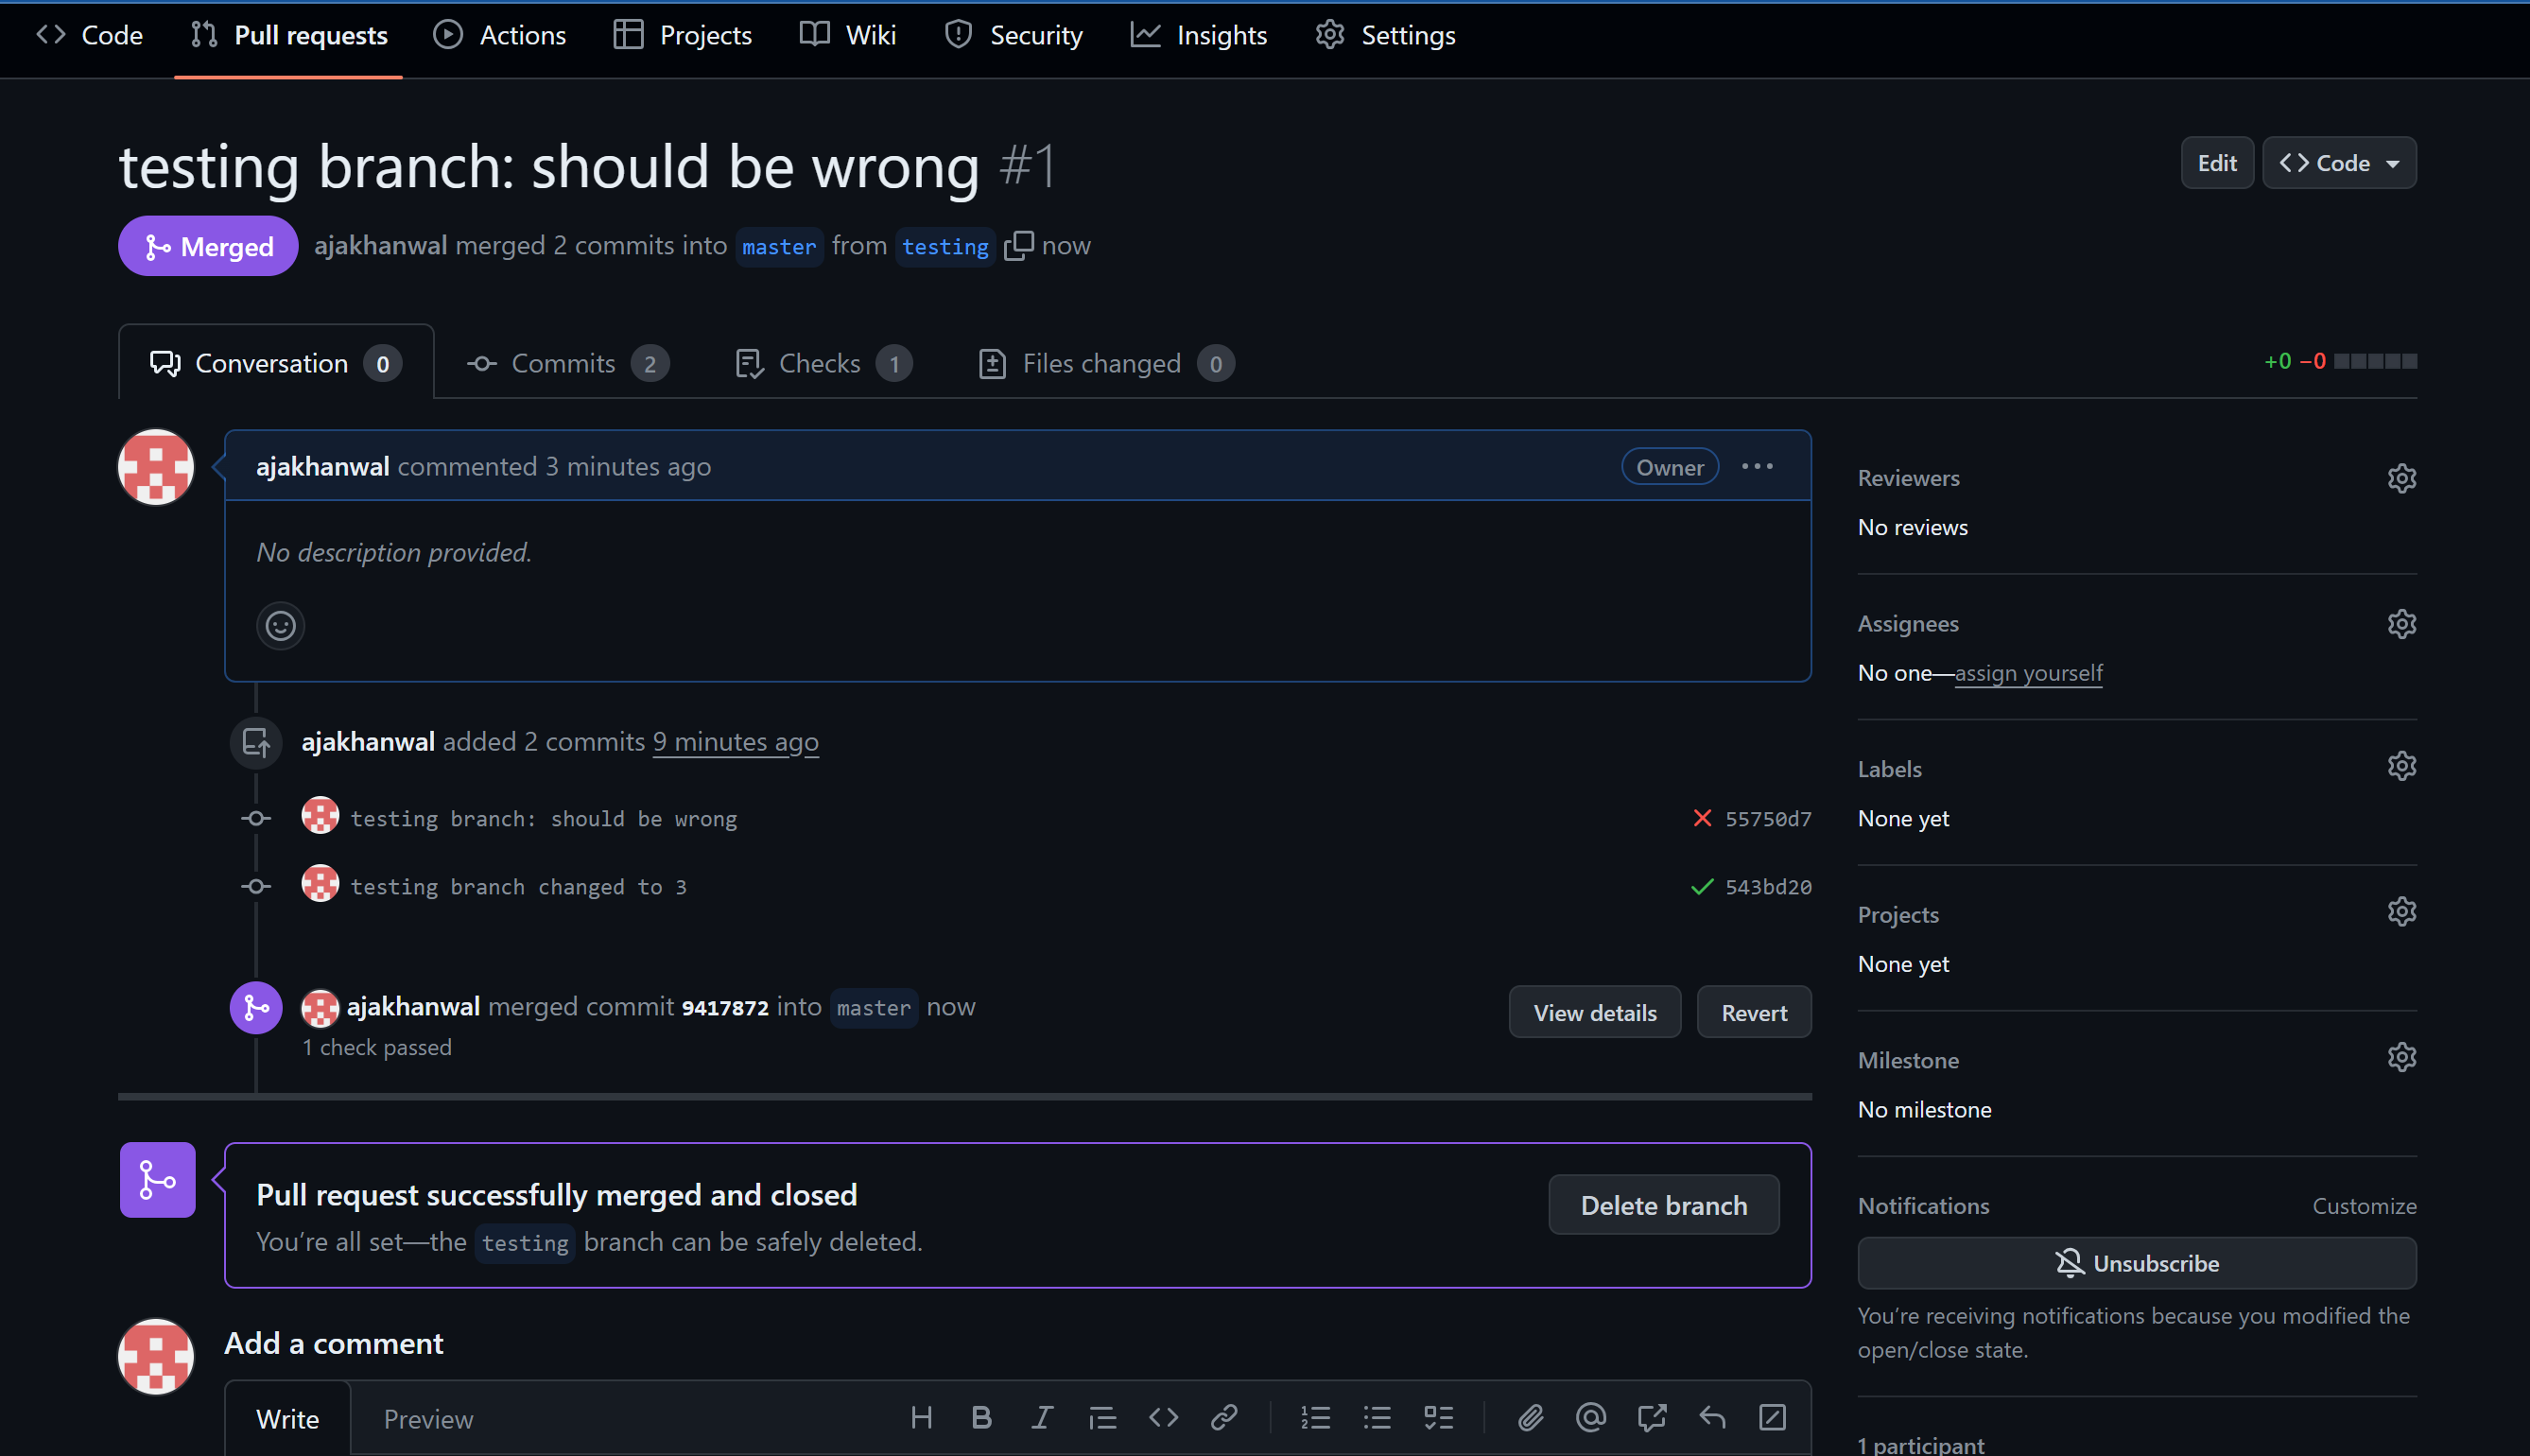 Code Pull requests Actions Projects Wiki Security Insights Settings
testing branch: should be wrong #1
Edit Code
Merged ajakhanwal merged 2 commits into master from testing now
Conversation 0 Commits 2 Checks 1 Files changed 0
+0 −0
ajakhanwal commented 3 minutes ago Owner
No description provided.
ajakhanwal added 2 commits 9 minutes ago
testing branch: should be wrong 55750d7
testing branch changed to 3 543bd20
ajakhanwal merged commit 9417872 into master now
1 check passed
View details Revert
Pull request successfully merged and closed
You’re all set—the testing branch can be safely deleted.
Delete branch
Add a comment
Write Preview
Reviewers
No reviews
Assignees
No one—assign yourself
Labels
None yet
Projects
None yet
Milestone
No milestone
Notifications Customize
Unsubscribe
You’re receiving notifications because you modified the
open/close state.
1 participant